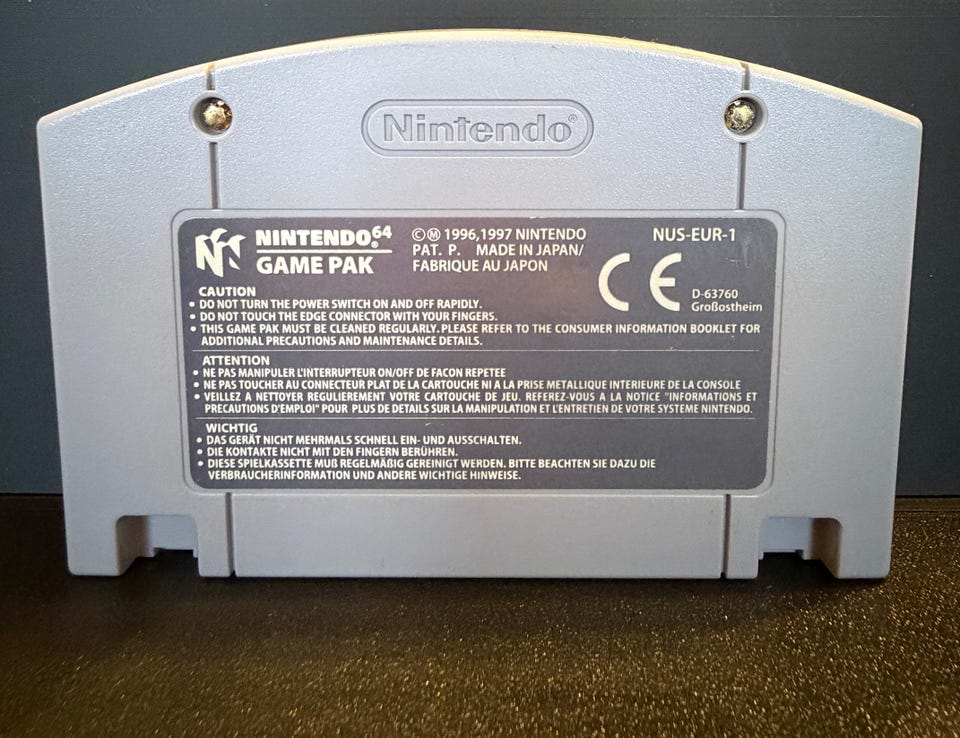 Nintendo®
NINTENDO64® ©Ⓜ 1996,1997 NINTENDO NUS-EUR-1
GAME PAK PAT. P. MADE IN JAPAN/
FABRIQUE AU JAPON
CE D-63760
Großostheim
CAUTION
• DO NOT TURN THE POWER SWITCH ON AND OFF RAPIDLY.
• DO NOT TOUCH THE EDGE CONNECTOR WITH YOUR FINGERS.
• THIS GAME PAK MUST BE CLEANED REGULARLY. PLEASE REFER TO THE CONSUMER INFORMATION BOOKLET FOR
ADDITIONAL PRECAUTIONS AND MAINTENANCE DETAILS.
ATTENTION
• NE PAS MANIPULER L'INTERRUPTEUR ON/OFF DE FACON REPETEE
• NE PAS TOUCHER AU CONNECTEUR PLAT DE LA CARTOUCHE NI A LA PRISE METALLIQUE INTERIEURE DE LA CONSOLE
• VEILLEZ A NETTOYER REGULIEREMENT VOTRE CARTOUCHE DE JEU. REFEREZ-VOUS A LA NOTICE "INFORMATIONS ET
PRECAUTIONS D'EMPLOI" POUR PLUS DE DETAILS SUR LA MANIPULATION ET L'ENTRETIEN DE VOTRE SYSTEME NINTENDO.
WICHTIG
• DAS GERÄT NICHT MEHRMALS SCHNELL EIN- UND AUSSCHALTEN.
• DIE KONTAKTE NICHT MIT DEN FINGERN BERÜHREN.
• DIESE SPIELKASSETTE MUß REGELMÄßIG GEREINIGT WERDEN. BITTE BEACHTEN SIE DAZU DIE
VERBRAUCHERINFORMATION UND ANDERE WICHTIGE HINWEISE.